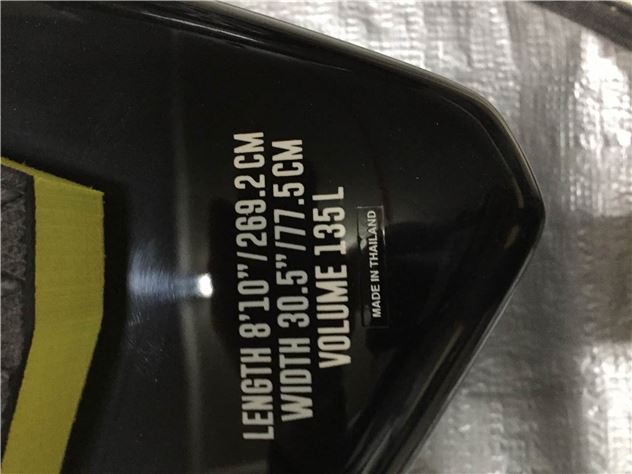 LENGTH 8'10”/269.2 CM
WIDTH 30.5”/77.5 CM
VOLUME 135 L
MADE IN THAILAND